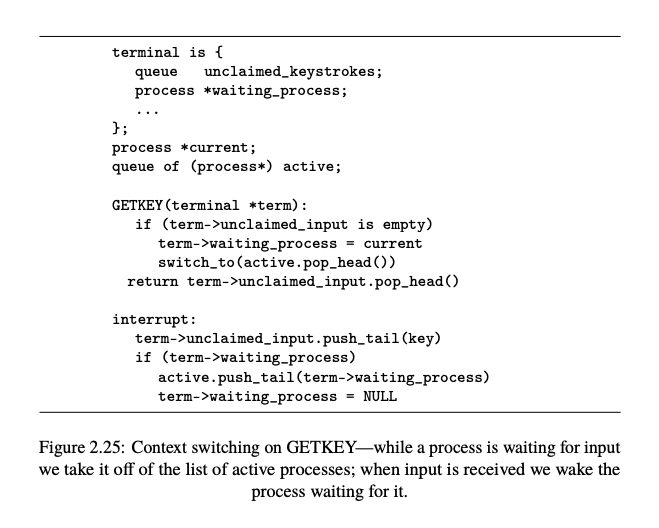 terminal is {
queue unclaimed_keystrokes;
process *waiting_process;
...
};
process *current;
queue of (process*) active;
GETKEY(terminal *term):
if (term->unclaimed_input is empty)
term->waiting_process = current
switch_to(active.pop_head())
return term->unclaimed_input.pop_head()
interrupt:
term->unclaimed_input.push_tail(key)
if (term->waiting_process)
active.push_tail(term->waiting_process)
term->waiting_process = NULL
Figure 2.25: Context switching on GETKEY—while a process is waiting for input
we take it off of the list of active processes; when input is received we wake the
process waiting for it.